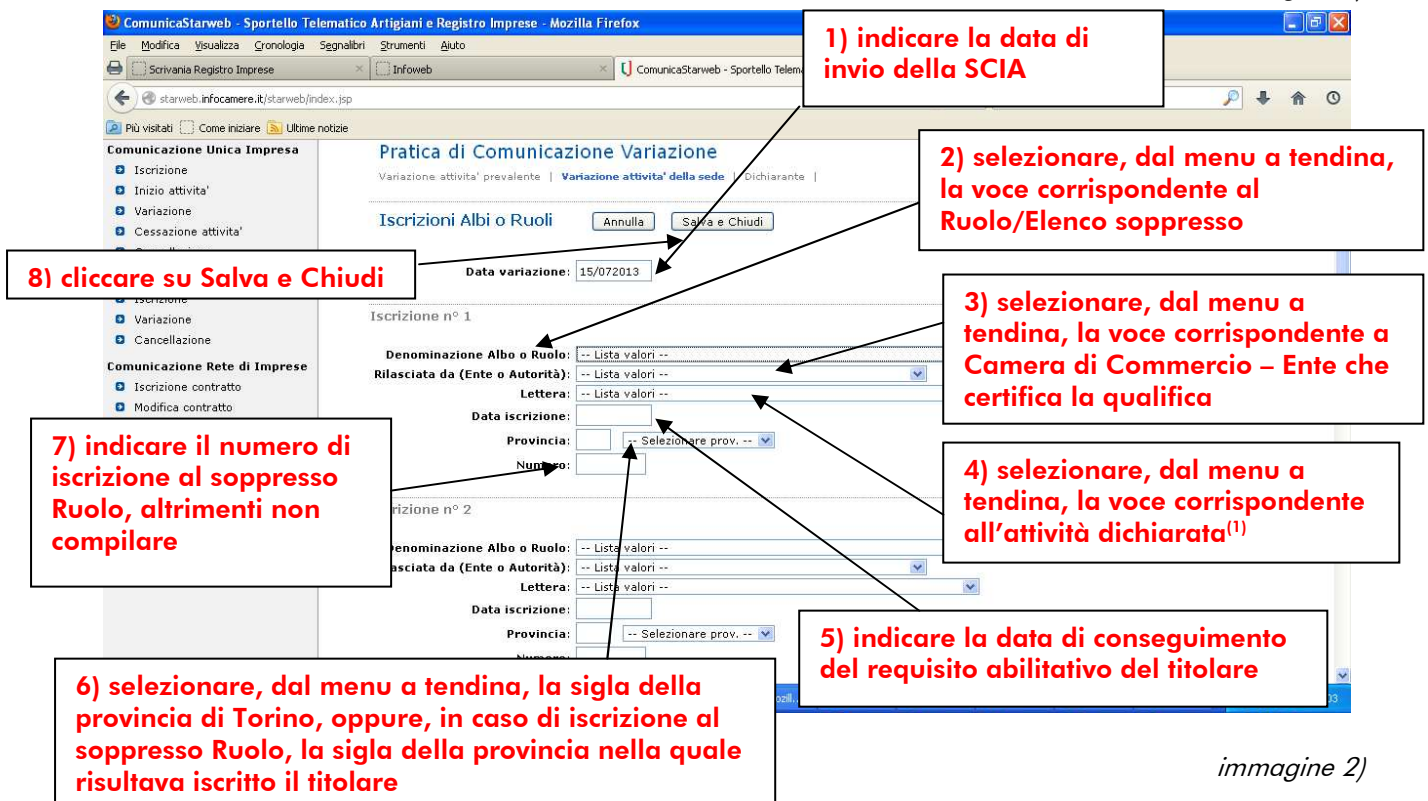 ComunicaStarweb - Sportello Telematico Artigiani e Registro Imprese - Mozilla Firefox
File Modifica Visualizza Cronologia Segnalibri Strumenti Aiuto
Scrivania Registro Imprese
Infoweb
ComunicaStarweb - Sportello Telem
starweb.infocamere.it/starweb/index.jsp
Più visitati Come iniziare Ultime notizie
1) indicare la data di
invio della SCIA
Comunicazione Unica Impresa
Iscrizione
Inizio attivita'
Variazione
Cessazione attivita'
Iscrizione
Variazione
Cancellazione
Comunicazione Rete di Imprese
Iscrizione contratto
Modifica contratto
Pratica di Comunicazione Variazione
Variazione attivita' prevalente | Variazione attivita' della sede | Dichiarante |
Iscrizioni Albi o Ruoli
Annulla
Salva e Chiudi
2) selezionare, dal menu a tendina,
la voce corrispondente al
Ruolo/Elenco soppresso
8) cliccare su Salva e Chiudi
Data variazione: 15/072013
Iscrizione n° 1
Denominazione Albo o Ruolo: -- Lista valori --
Rilasciata da (Ente o Autorità): -- Lista valori --
Lettera: -- Lista valori --
Data iscrizione:
Provincia: -- Selezionare prov. --
Numero:
3) selezionare, dal menu a
tendina, la voce corrispondente a
Camera di Commercio – Ente che
certifica la qualifica
7) indicare il numero di
iscrizione al soppresso
Ruolo, altrimenti non
compilare
4) selezionare, dal menu a
tendina, la voce corrispondente
all'attività dichiarata(1)
rizione n° 2
Denominazione Albo o Ruolo: -- Lista valori --
asciata da (Ente o Autorità): -- Lista valori --
Lettera: -- Lista valori --
Data iscrizione:
Provincia: -- Selezionare prov. --
5) indicare la data di conseguimento
del requisito abilitativo del titolare
6) selezionare, dal menu a tendina, la sigla della
provincia di Torino, oppure, in caso di iscrizione al
soppresso Ruolo, la sigla della provincia nella quale
risultava iscritto il titolare
immagine 2)